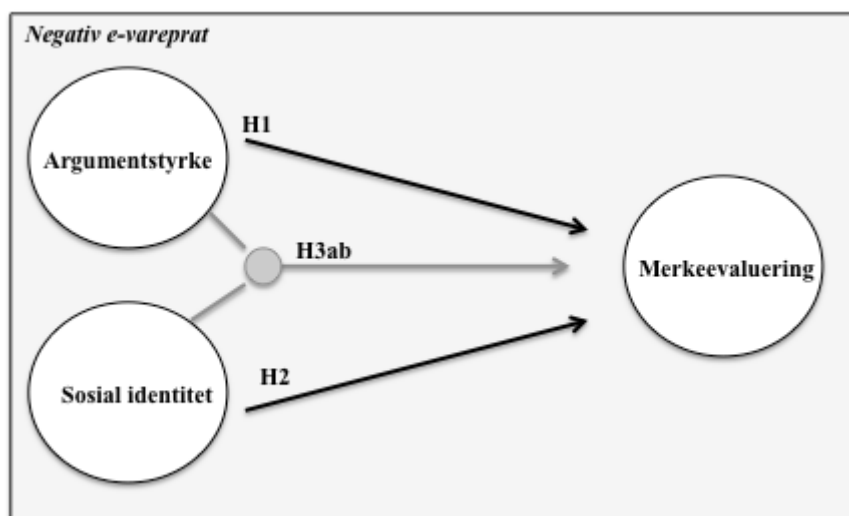 Negativ e-vareprat
H1
Argumentstyrke
H3ab
Merkeevaluering
H2
Sosial identitet